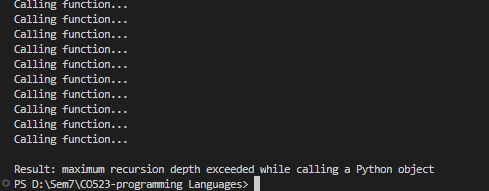 Calling function...
Calling function...
Calling function...
Calling function...
Calling function...
Calling function...
Calling function...
Calling function...
Calling function...
Calling function...
Result: maximum recursion depth exceeded while calling a Python object
PS D:\Sem7\CO523-programming Languages>